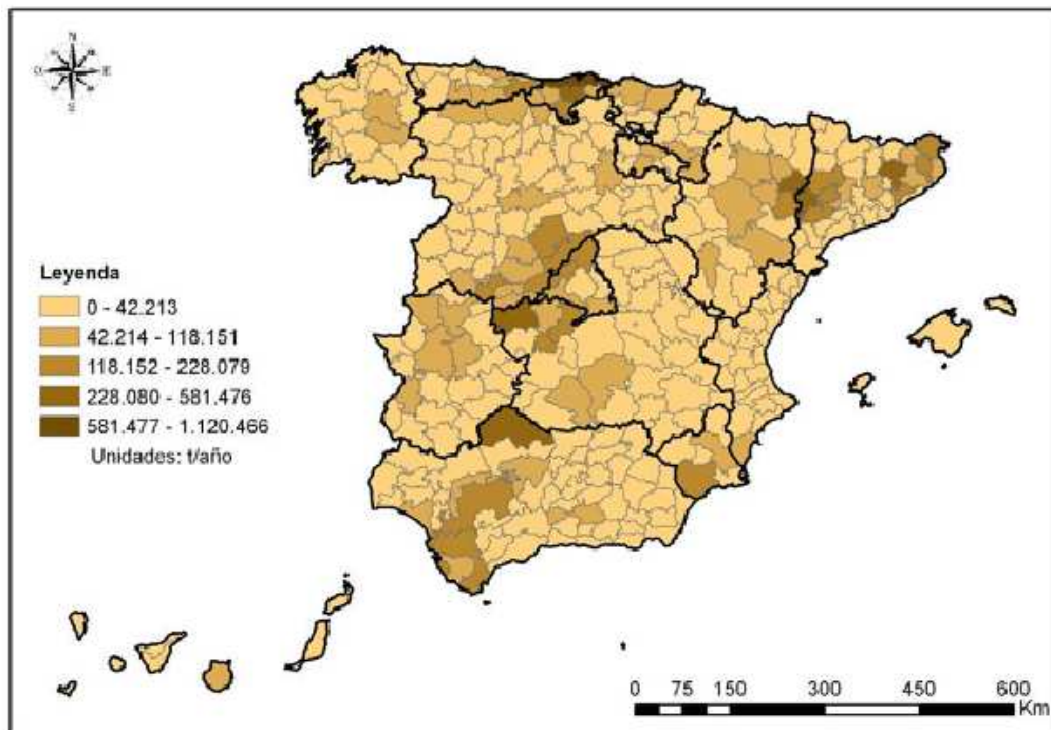 N
O
E
S
Leyenda
0 - 42.213
42.214 - 118.151
118.152 - 228.079
228.080 - 581.476
581.477 - 1.120.466
Unidades: t/año
0 75 150 300 450 600
Km